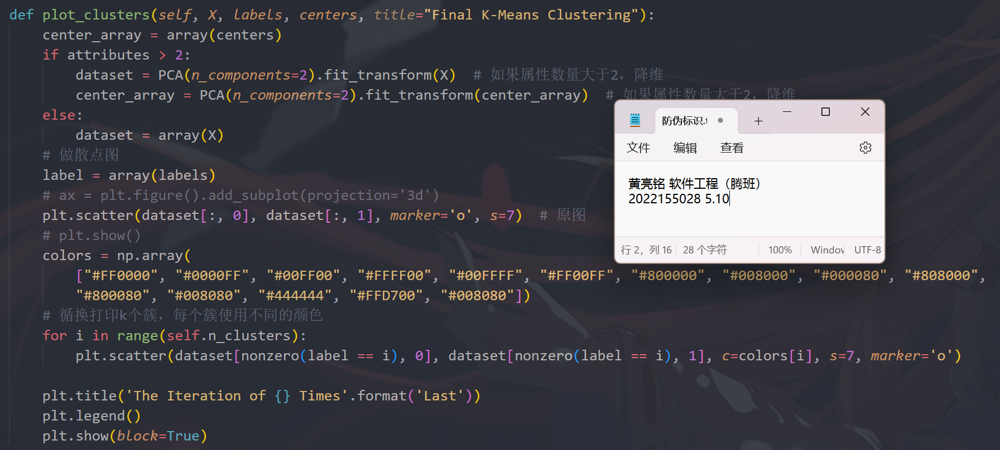 def plot_clusters(self, X, labels, centers, title="Final K-Means Clustering"):
center_array = array(centers)
if attributes > 2:
dataset = PCA(n_components=2).fit_transform(X)  # 如果属性数量大于2，降维
center_array = PCA(n_components=2).fit_transform(center_array)  # 如果属性数量大于2，降维
else:
dataset = array(X)
# 做散点图
label = array(labels)
# ax = plt.figure().add_subplot(projection='3d')
plt.scatter(dataset[:, 0], dataset[:, 1], marker='o', s=7)  # 原图
# plt.show()
colors = np.array(
["#FF0000", "#0000FF", "#00FF00", "#FFFF00", "#00FFFF", "#FF00FF", "#800000", "#008000", "#000080", "#808000",
"#800080", "#008080", "#444444", "#FFD700", "#008080"])
# 循换打印k个簇，每个簇使用不同的颜色
for i in range(self.n_clusters):
plt.scatter(dataset[nonzero(label == i), 0], dataset[nonzero(label == i), 1], c=colors[i], s=7, marker='o')
plt.title('The Iteration of {} Times'.format('Last'))
plt.legend()
plt.show(block=True)
防伪标识.t
文件 编辑 查看
黄亮铭 软件工程（腾班）
2022155028 5.10
行 2，列 16 28 个字符 100% Window UTF-8